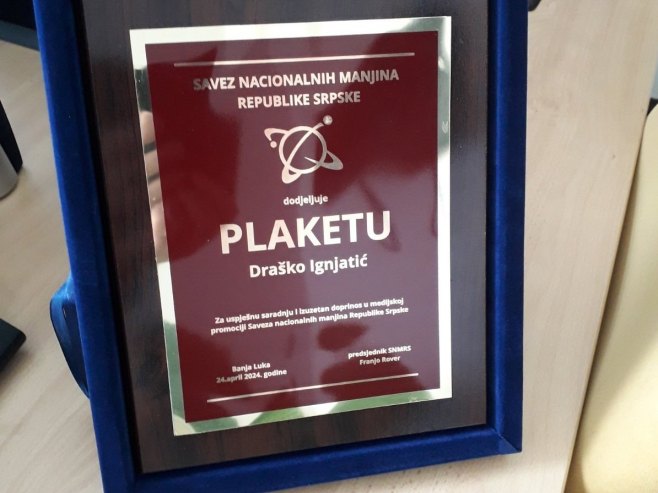 SAVEZ NACIONALNIH MANJINA
REPUBLIKE SRPSKE
dodjeljuje
PLAKETU
Draško Ignjatić
Za uspješnu saradnju i izuzetan doprinos u medijskoj
promociji Saveza nacionalnih manjina Republike Srpske
Banja Luka
24.april 2024. godine
predsjednik SNMRS
Franjo Rover